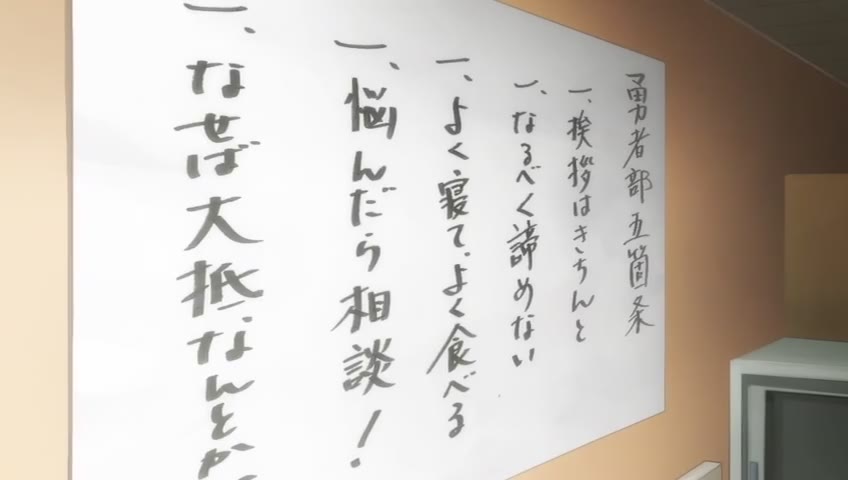 勇者部五箇条
一、挨拶はきちんと
一、なるべく諦めない
一、よく寝て、よく食べる
一、悩んだら相談！
一、なせば大抵なんとか